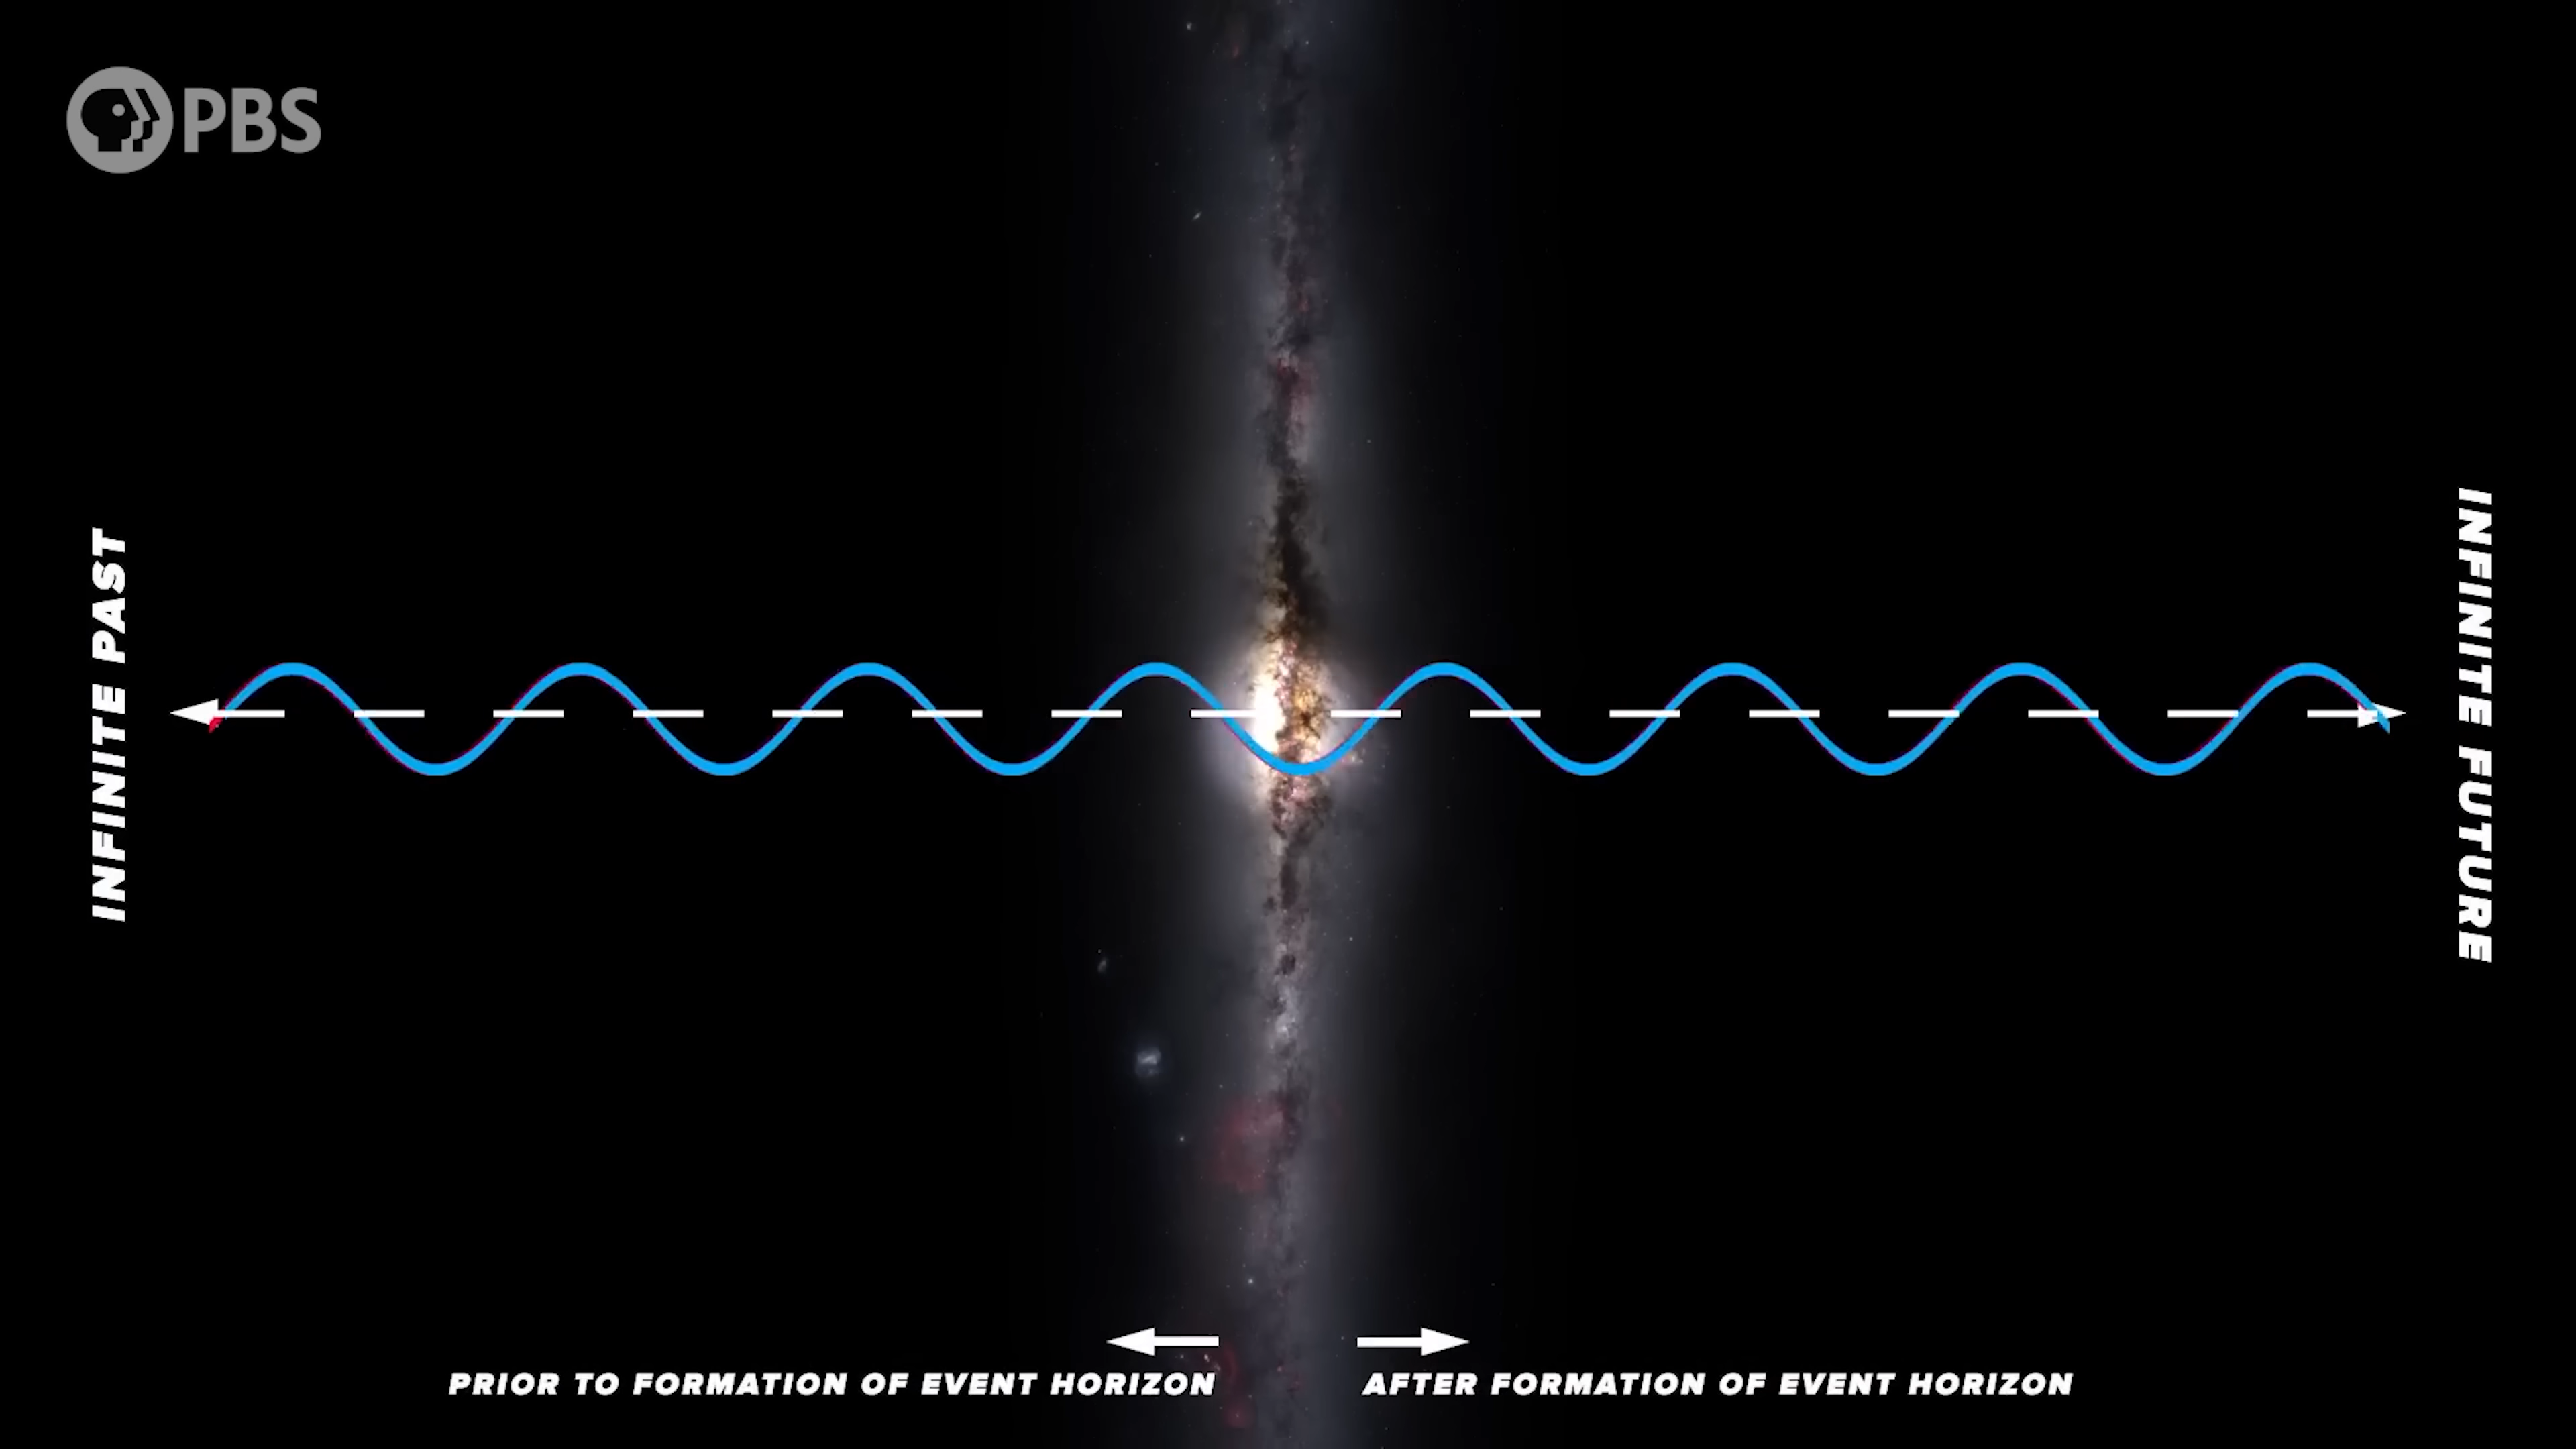 PBS
INFINITE PAST
INFINITE FUTURE
PRIOR TO FORMATION OF EVENT HORIZON
AFTER FORMATION OF EVENT HORIZON